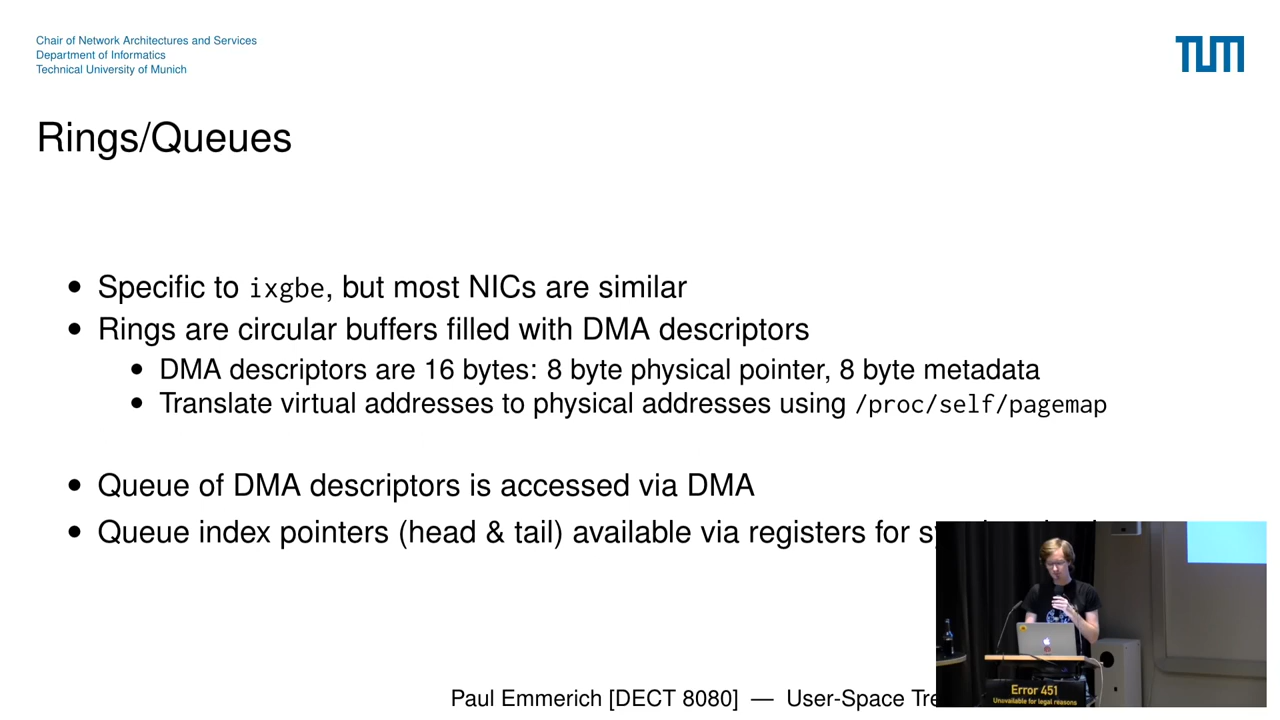 Chair of Network Architectures and Services
Department of Informatics
Technical University of Munich
TUM
Rings/Queues
• Specific to ixgbe, but most NICs are similar
• Rings are circular buffers filled with DMA descriptors
• DMA descriptors are 16 bytes: 8 byte physical pointer, 8 byte metadata
• Translate virtual addresses to physical addresses using /proc/self/pagemap
• Queue of DMA descriptors is accessed via DMA
• Queue index pointers (head & tail) available via registers for
Error 451
Unavailable for legal reasons
Paul Emmerich [DECT 8080] — User-Space